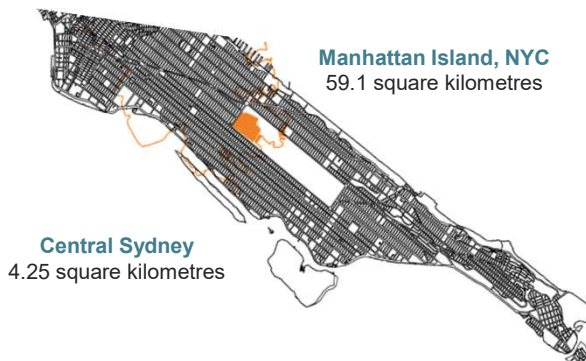 Manhattan Island, NYC
59.1 square kilometres
Central Sydney
4.25 square kilometres